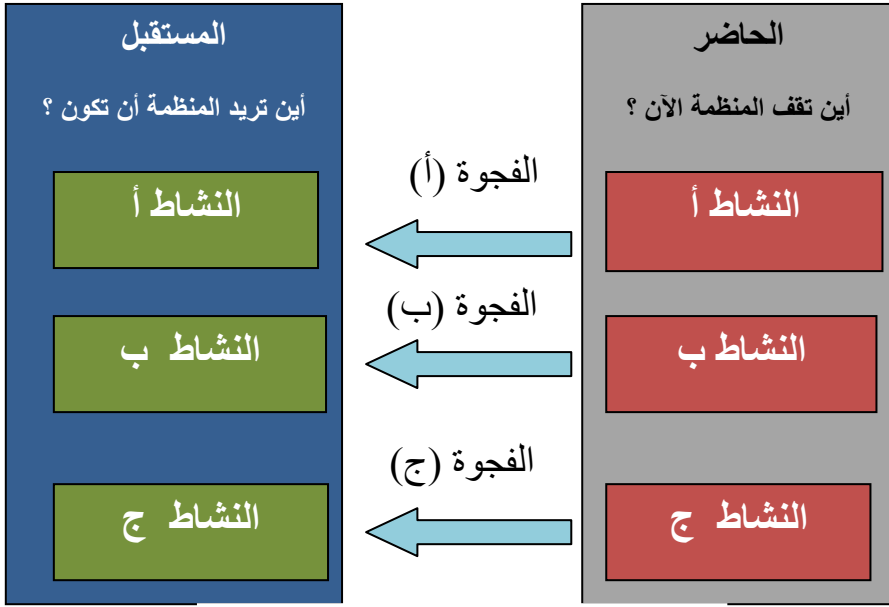 الحاضر
أين تقف المنظمة الآن ؟
النشاط أ
النشاط ب
النشاط ج
الفجوة (أ)
الفجوة (ب)
الفجوة (ج)
المستقبل
أين تريد المنظمة أن تكون ؟
النشاط أ
النشاط ب
النشاط ج